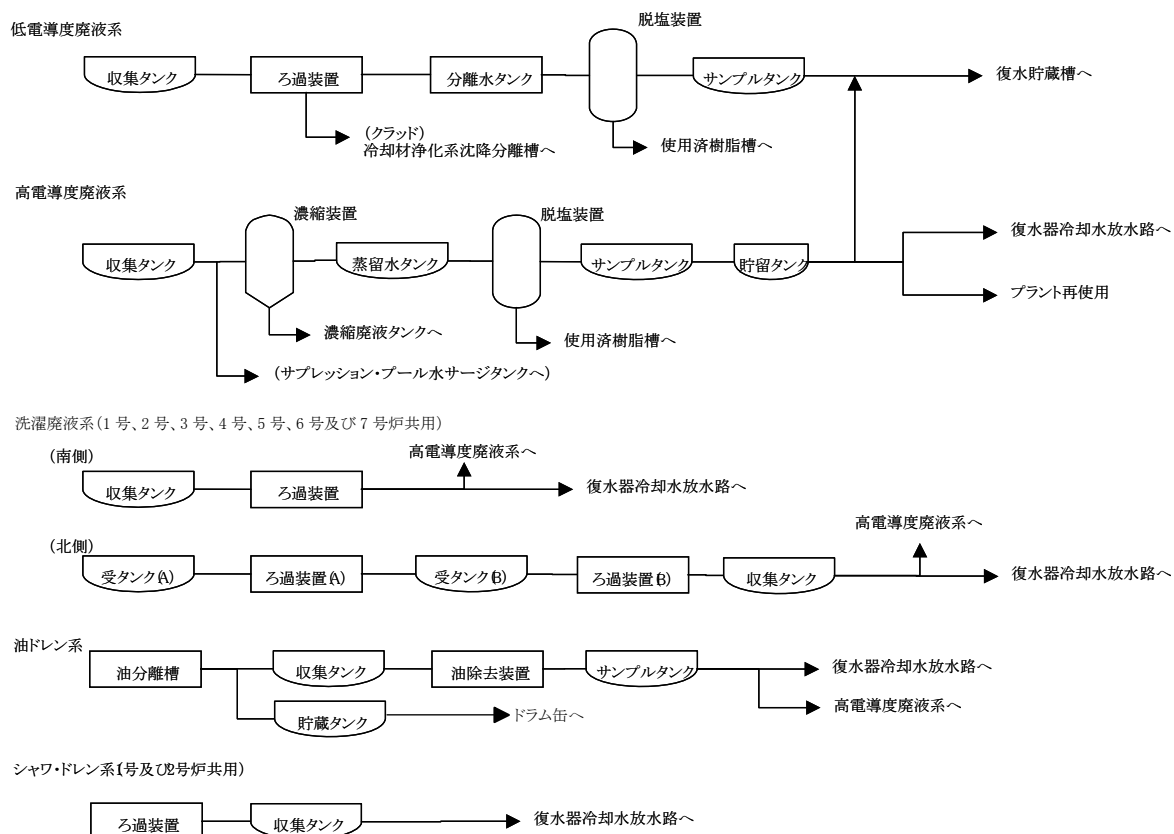 低電導度廃液系
脱塩装置
収集タンク
ろ過装置
分離水タンク
サンプルタンク
復水貯蔵槽へ
(クラッド)
冷却材浄化系沈降分離槽へ
使用済樹脂槽へ
高電導度廃液系
濃縮装置
脱塩装置
収集タンク
蒸留水タンク
サンプルタンク
貯留タンク
復水器冷却水放水路へ
プラント再使用
濃縮廃液タンクへ
使用済樹脂槽へ
(サプレッション・プール水サージタンクへ)
洗濯廃液系(1号、2号、3号、4号、5号、6号及び7号炉共用)
(南側)
高電導度廃液系へ
収集タンク
ろ過装置
復水器冷却水放水路へ
(北側)
高電導度廃液系へ
受タンク(A)
ろ過装置(A)
受タンク(B)
ろ過装置(B)
収集タンク
復水器冷却水放水路へ
油ドレン系
油分離槽
収集タンク
油除去装置
サンプルタンク
復水器冷却水放水路へ
貯蔵タンク
ドラム缶へ
高電導度廃液系へ
シャワ・ドレン系(1号及び2号炉共用)
ろ過装置
収集タンク
復水器冷却水放水路へ